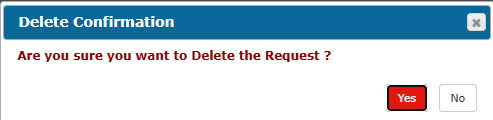 Delete Confirmation
Are you sure you want to Delete the Request ?
Yes No